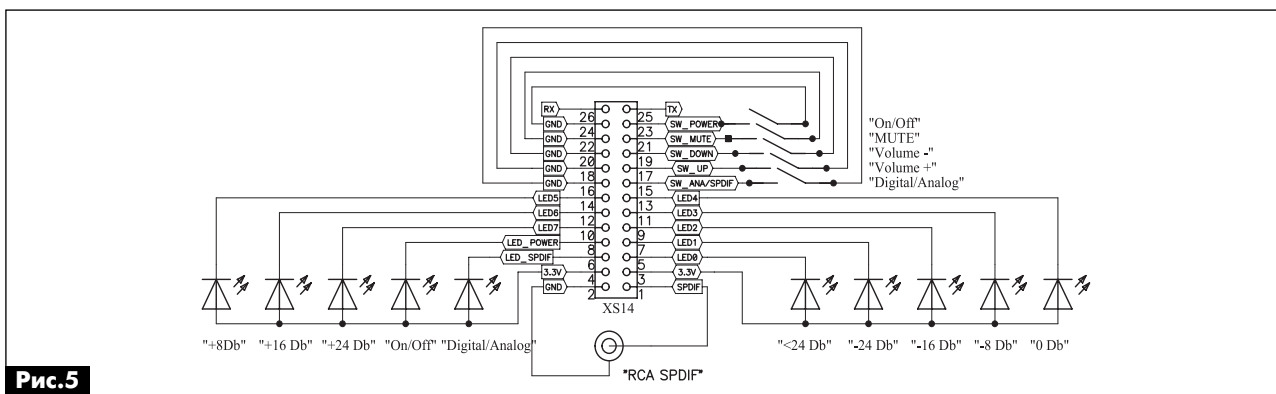 RX TX
26 25
GND SW_POWER "On/Off"
24 23
GND SW_MUTE "MUTE"
22 21
GND SW_DOWN "Volume -"
20 19
GND SW_UP "Volume +"
18 17
GND SW_ANA/SPDIF "Digital/Analog"
16 15
LED5 LED4
14 13
LED6 LED3
12 11
LED7 LED2
10 9
LED_POWER LED1
8 7
LED_SPDIF LED0
6 5
3.3V 3.3V
4 3
GND SPDIF
2 1
XS14
"+8Db" "+16 Db" "+24 Db" "On/Off" "Digital/Analog" "<24 Db" "-24 Db" "-16 Db" "-8 Db" "0 Db"
"RCA SPDIF"
Рис.5